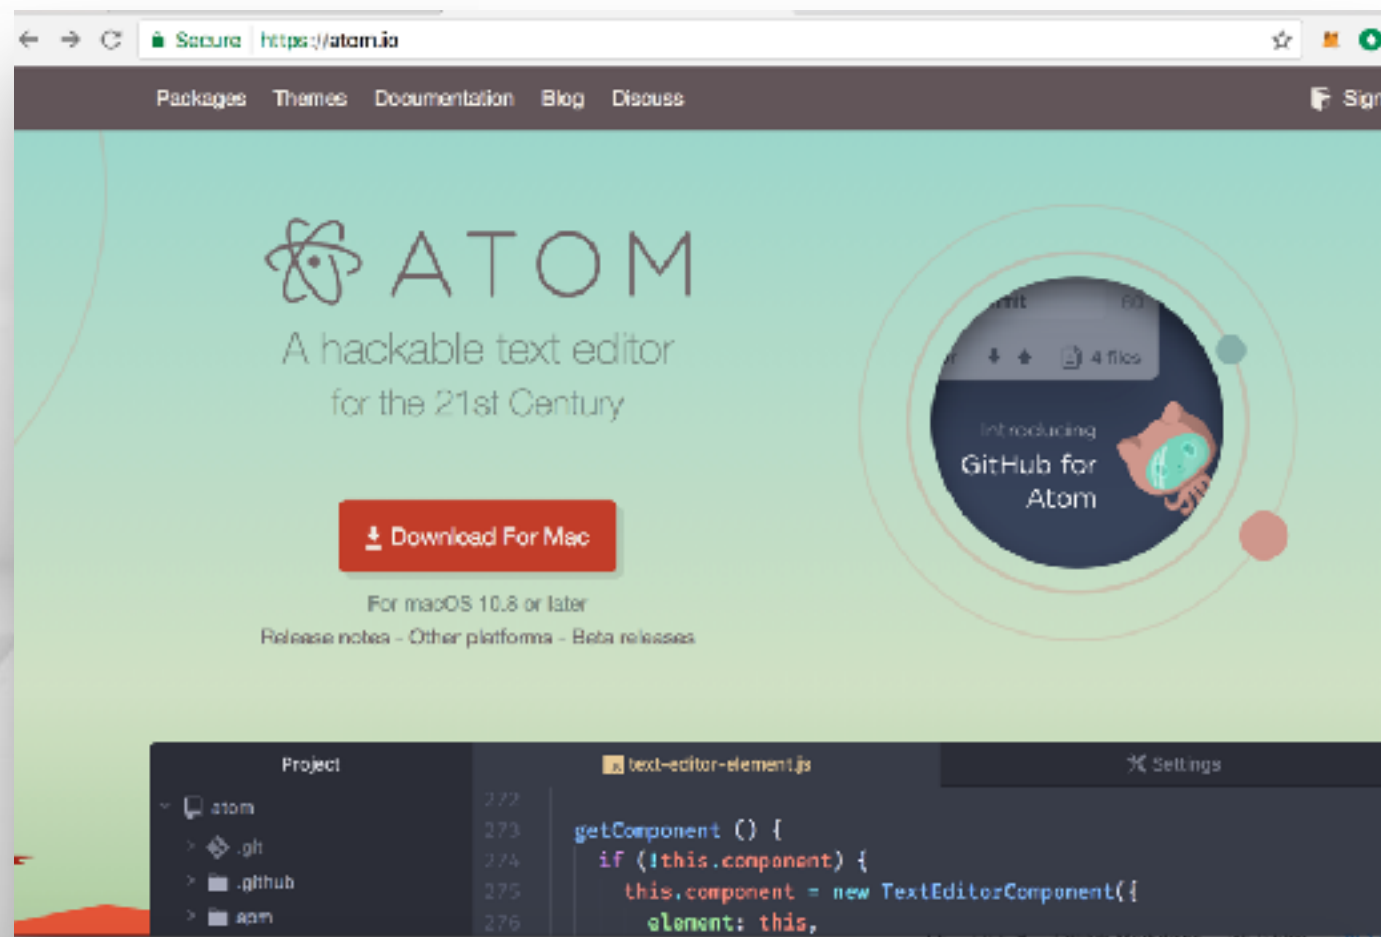 Secure https://atom.io
Packages Themes Documentation Blog Discuss Sign
ATOM
A hackable text editor
for the 21st Century
Download For Mac
For macOS 10.8 or later
Release notes - Other platforms - Beta releases
60
4 files
Introducing
GitHub for
Atom
Project text-editor-element.js Settings
atom
.git
.github
apm
272
273 getComponent () {
274 if (!this.component) {
275 this.component = new TextEditorComponent({
276 element: this,